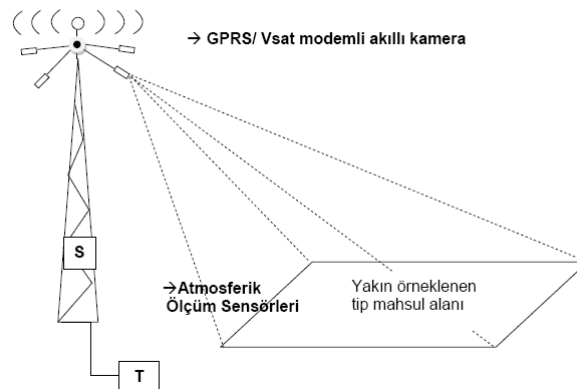 → GPRS/ Vsat modemli akıllı kamera
S
→Atmosferik
Ölçüm Sensörleri
Yakın örneklenen
tip mahsul alanı
T